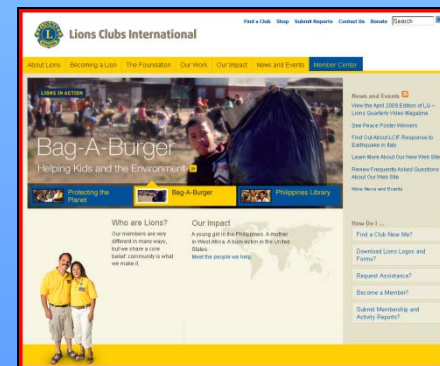 Find a Club Shop Submit Reports Contact Us Donate Search
L
Lions Clubs International
About Lions Becoming a Lion The Foundation Our Work Our Impact News and Events Member Center
LIONS IN ACTION
Bag-A-Burger
Helping Kids and the Environment
Protecting the Planet
Bag-A-Burger
Philippines Library
News and Events
View the April 2009 Edition of LQ –
Lions Quarterly Video Magazine
See Peace Poster Winners
Find Out About LCIF Response to
Earthquake in Italy
Learn More About Our New Web Site
Review Frequently Asked Questions
About Our Web Site
More News and Events
Who are Lions?
Our members are very
different in many ways,
but we share a core
belief: community is what
we make it.
Our Impact
A young girl in the Philippines. A mother
in West Africa. A burn victim in the United
States.
Meet the people we help.
How Do I ...
Find a Club Near Me?
Download Lions Logos and
Forms?
Request Assistance?
Become a Member?
Submit Membership and
Activity Reports?